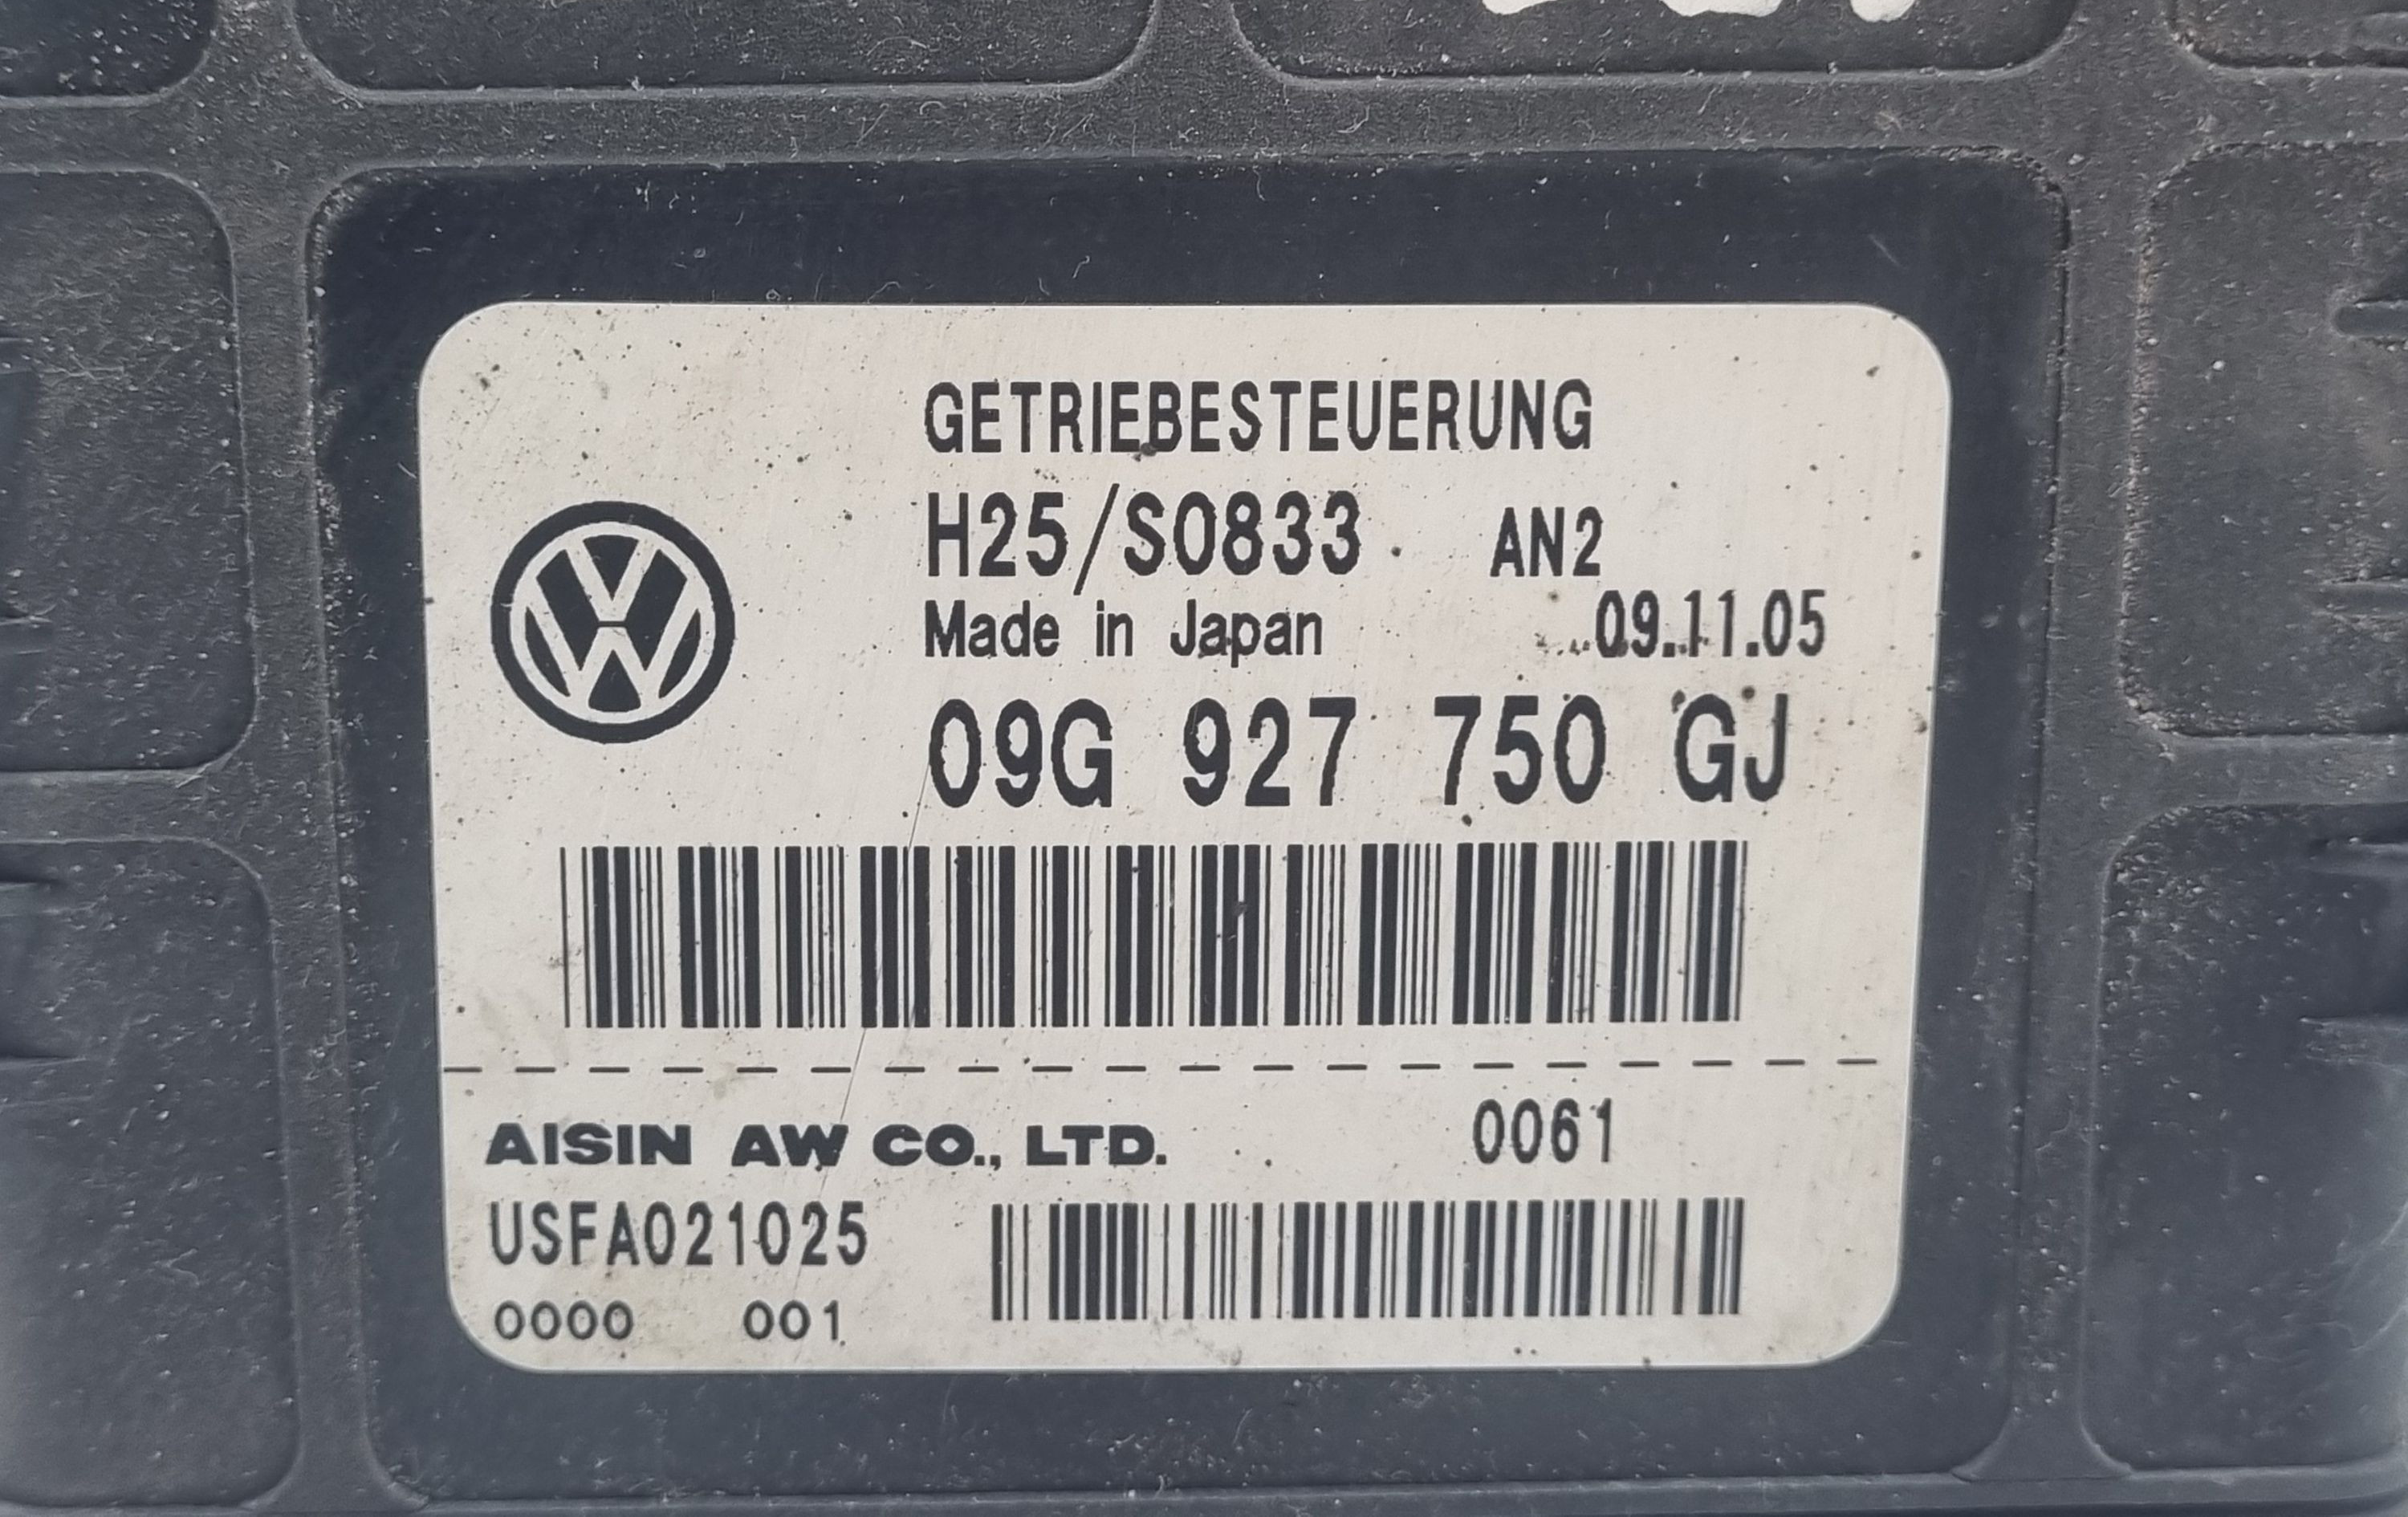 GETRIEBESTEUERUNG
H25/S0833 AN2
Made in Japan 09.11.05
09G 927 750 GJ
AISIN AW CO., LTD. 0061
USFA021025
0000 001